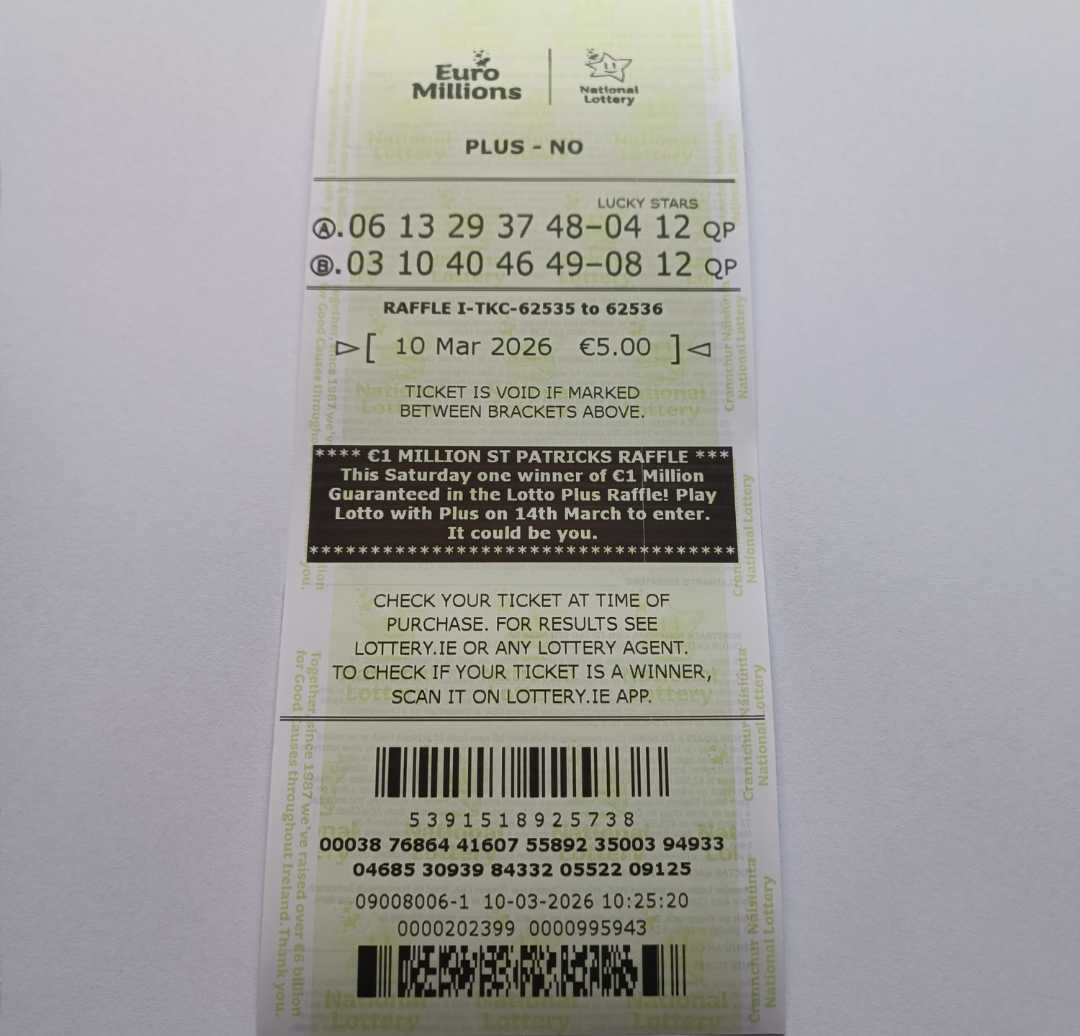 Euro
Millions
National
Lottery
PLUS - NO
LUCKY STARS
Ⓐ.06 13 29 37 48-04 12 QP
Ⓑ.03 10 40 46 49-08 12 QP
RAFFLE I-TKC-62535 to 62536
[ 10 Mar 2026 €5.00 ]
TICKET IS VOID IF MARKED
BETWEEN BRACKETS ABOVE.
**** €1 MILLION ST PATRICKS RAFFLE ***
This Saturday one winner of €1 Million
Guaranteed in the Lotto Plus Raffle! Play
Lotto with Plus on 14th March to enter.
It could be you.
************************************
CHECK YOUR TICKET AT TIME OF
PURCHASE. FOR RESULTS SEE
LOTTERY.IE OR ANY LOTTERY AGENT.
TO CHECK IF YOUR TICKET IS A WINNER,
SCAN IT ON LOTTERY.IE APP.
5391518925738
00038 76864 41607 55892 35003 94933
04685 30939 84332 05522 09125
09008006-1 10-03-2026 10:25:20
0000202399 0000995943
Together since 1987 we've raised over €6 billion
for Good Causes throughout Ireland. Thank you.
Crannchur Náisiúnta
National Lottery